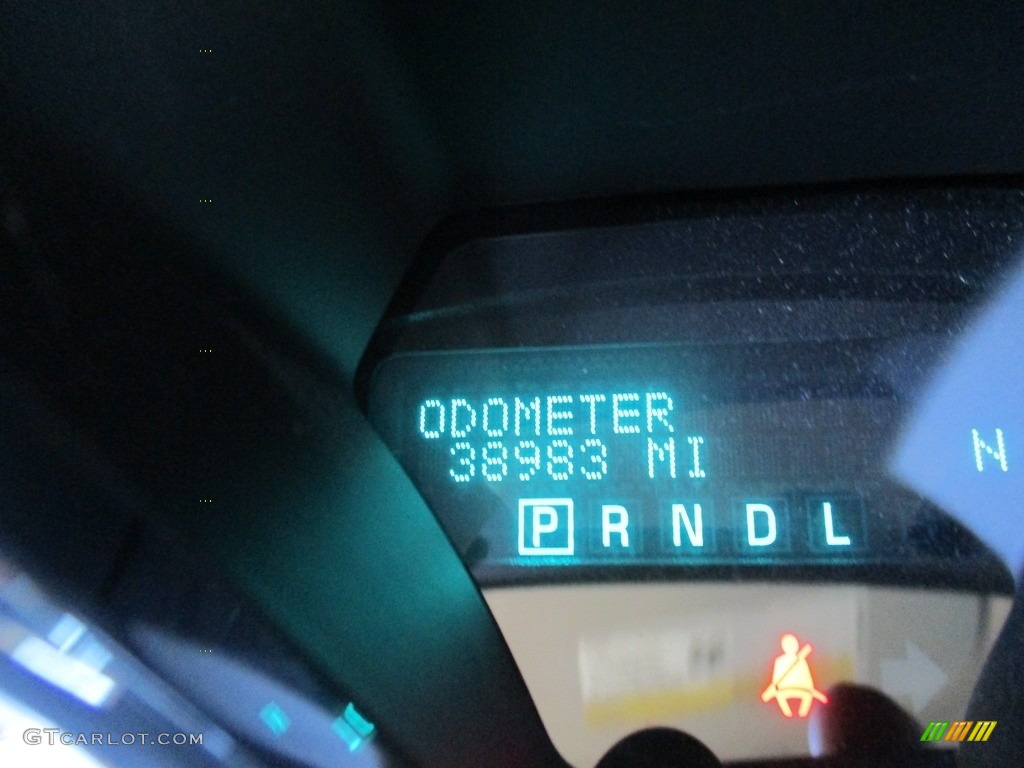 ODOMETER
38983 MI
N
P R N D L
GTCARLOT.COM